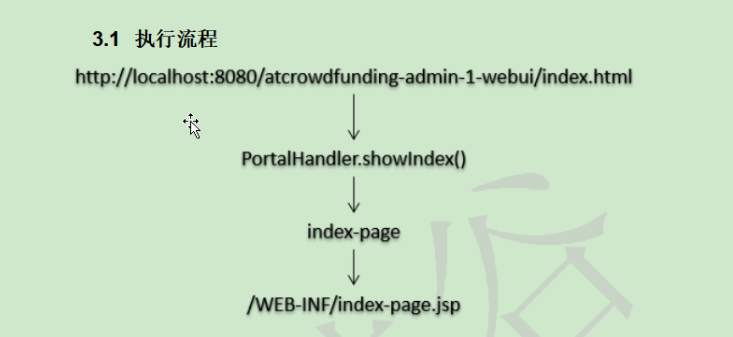 3.1 执行流程
http://localhost:8080/atcrowdfunding-admin-1-webui/index.html
PortalHandler.showIndex()
index-page
/WEB-INF/index-page.jsp